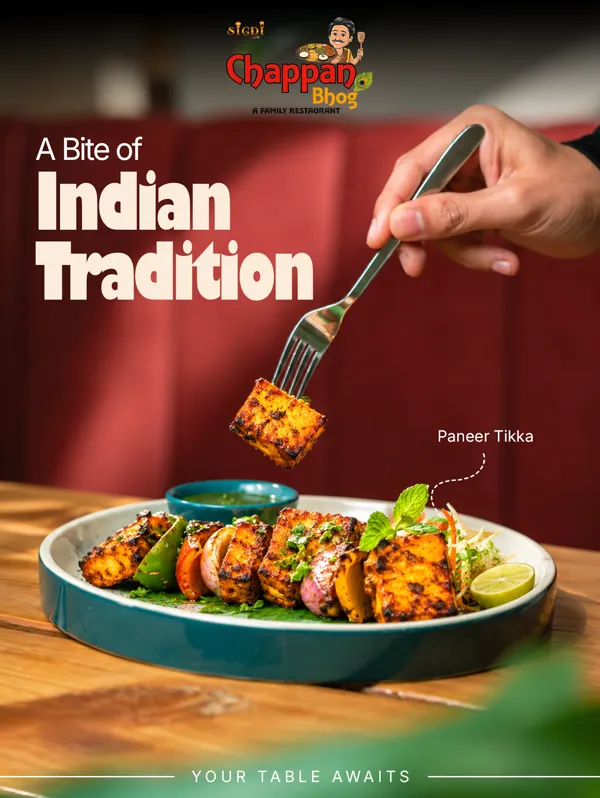 SIGDI
Chappan
Bhog
A FAMILY RESTAURANT
A Bite of
Indian
Tradition
Paneer Tikka
YOUR TABLE AWAITS